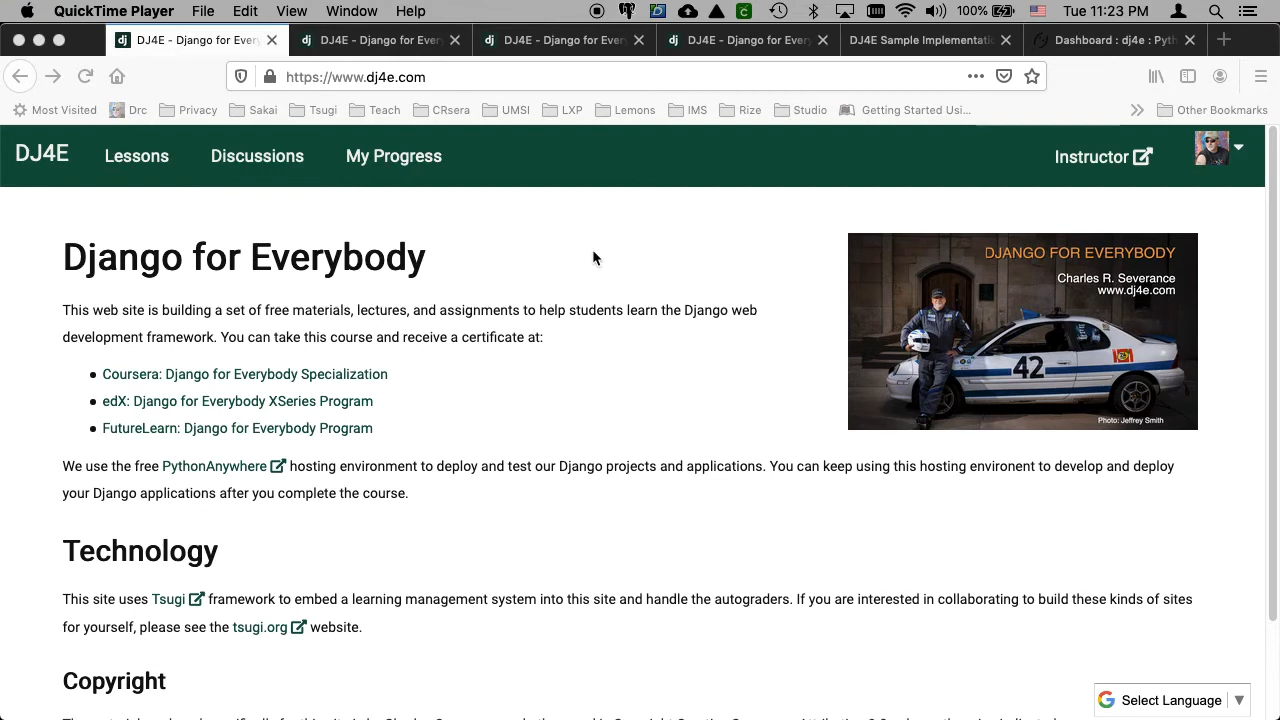 QuickTime Player File Edit View Window Help 100% Tue 11:23 PM
dj DJ4E - Django for Ever dj DJ4E - Django for Ever dj DJ4E - Django for Ever dj DJ4E - Django for Ever DJ4E Sample Implementatio Dashboard : dj4e : Pyth
https://www.dj4e.com
Most Visited Drc Privacy Sakai Tsugi Teach CRsera UMSI LXP Lemons IMS Rize Studio Getting Started Usi... Other Bookmarks
DJ4E Lessons Discussions My Progress Instructor
Django for Everybody
DJANGO FOR EVERYBODY
Charles R. Severance
www.dj4e.com
42
Photo: Jeffrey Smith
This web site is building a set of free materials, lectures, and assignments to help students learn the Django web
development framework. You can take this course and receive a certificate at:
Coursera: Django for Everybody Specialization
edX: Django for Everybody XSeries Program
FutureLearn: Django for Everybody Program
We use the free PythonAnywhere hosting environment to deploy and test our Django projects and applications. You can keep using this hosting environent to develop and deploy
your Django applications after you complete the course.
Technology
This site uses Tsugi framework to embed a learning management system into this site and handle the autograders. If you are interested in collaborating to build these kinds of sites
for yourself, please see the tsugi.org website.
Copyright
G Select Language